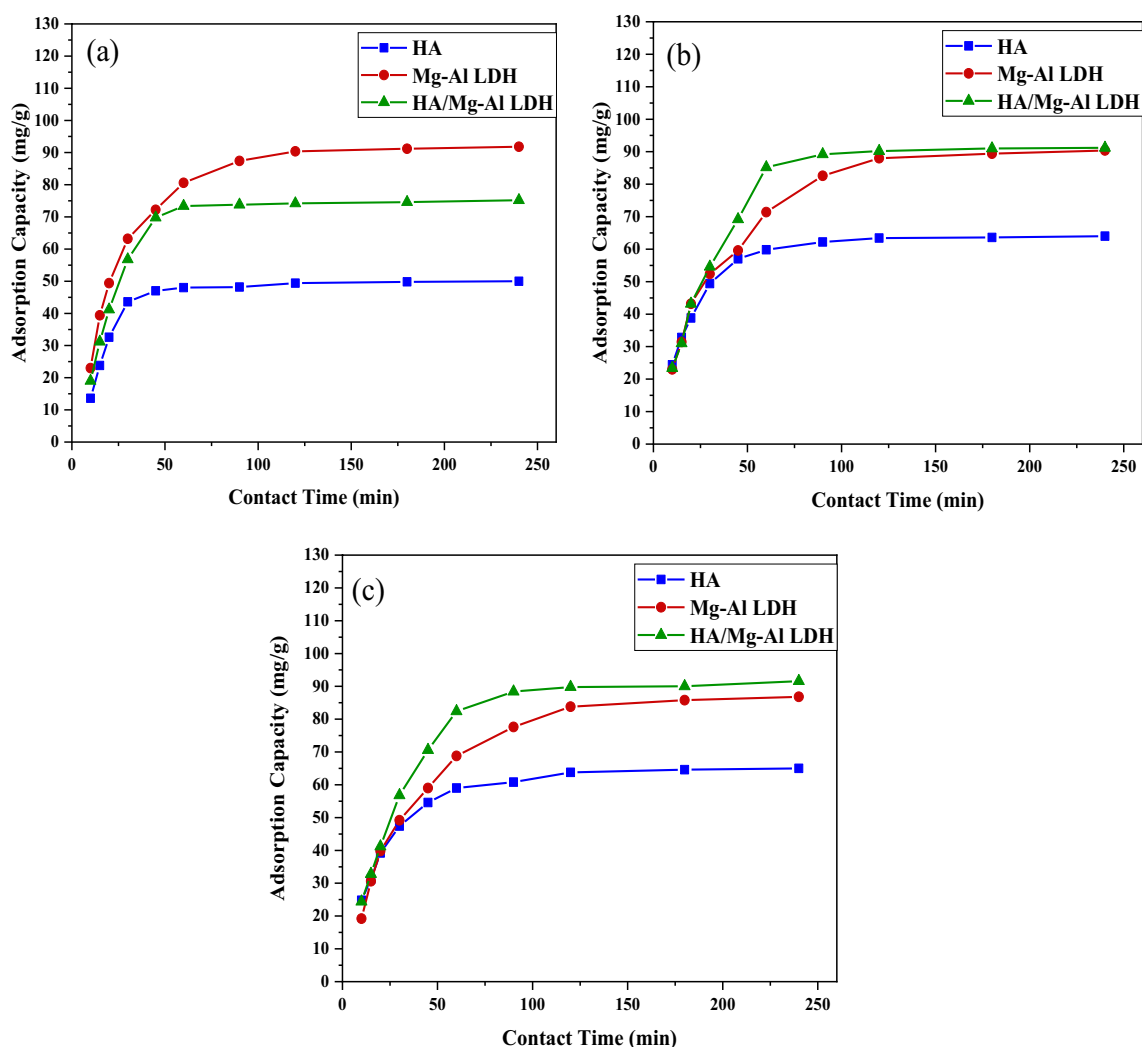 (a)
HA
Mg-Al LDH
HA/Mg-Al LDH
Adsorption Capacity (mg/g)
130
120
110
100
90
80
70
60
50
40
30
20
10
0
0 50 100 150 200 250
Contact Time (min)
(b)
HA
Mg-Al LDH
HA/Mg-Al LDH
Adsorption Capacity (mg/g)
130
120
110
100
90
80
70
60
50
40
30
20
10
0
0 50 100 150 200 250
Contact Time (min)
(c)
HA
Mg-Al LDH
HA/Mg-Al LDH
Adsorption Capacity (mg/g)
130
120
110
100
90
80
70
60
50
40
30
20
10
0
0 50 100 150 200 250
Contact Time (min)